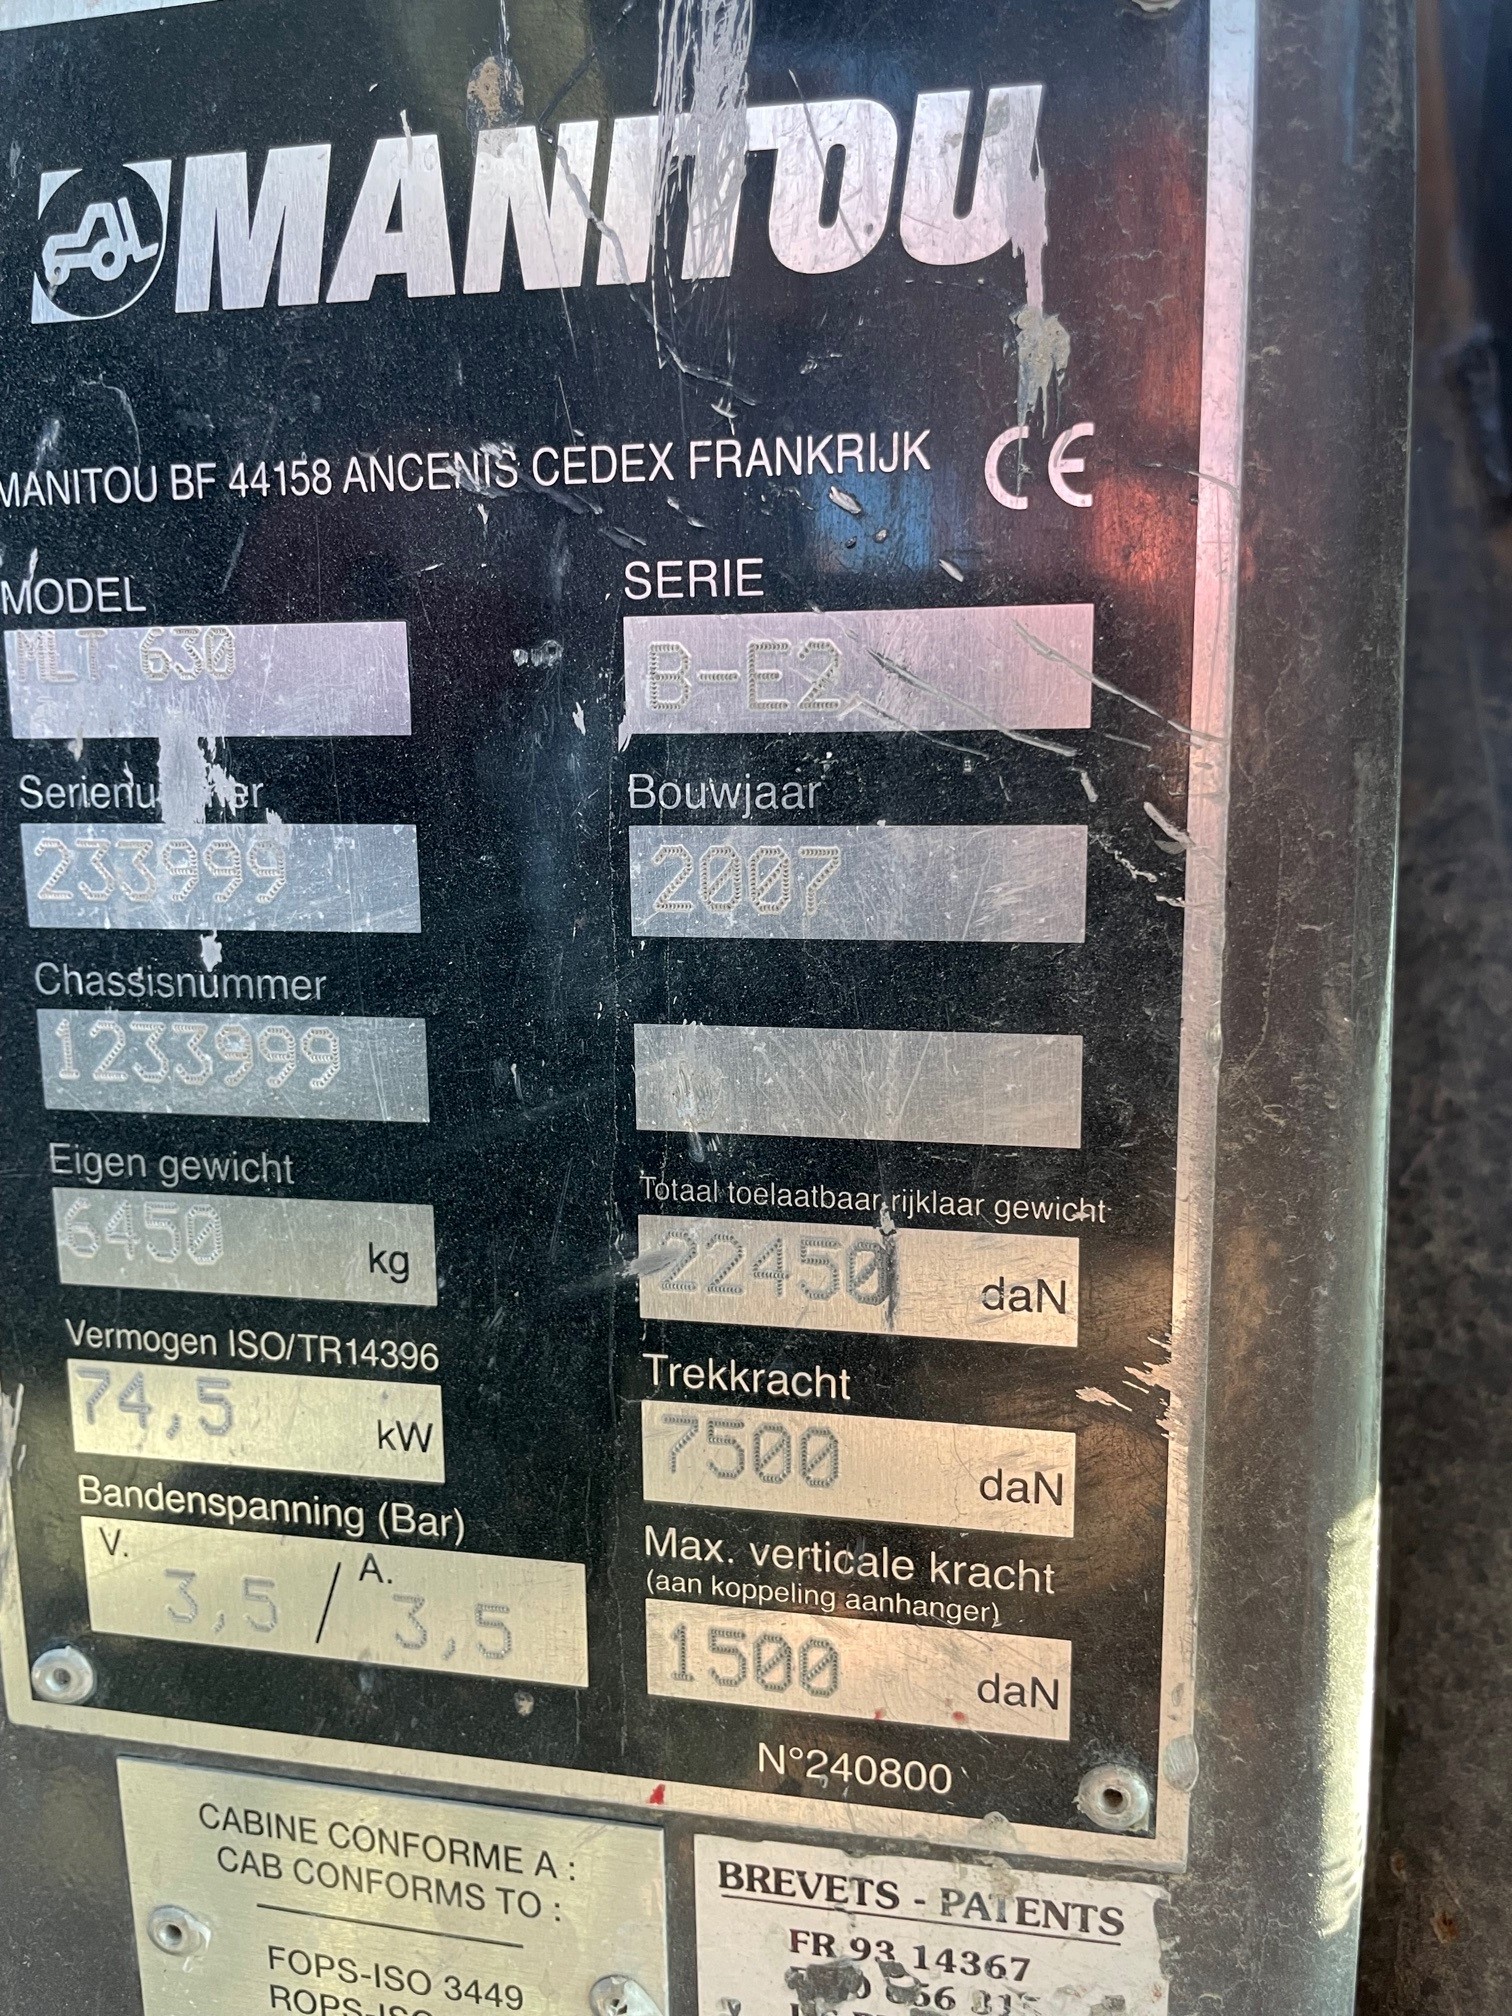 MANITOU
MANITOU BF 44158 ANCENIS CEDEX FRANKRIJK CE
MODEL
MLT 630
SERIE
B-E2
Serienummer
233999
Bouwjaar
2007
Chassisnummer
1233999
Eigen gewicht
6450 kg
Totaal toelaatbaar rijklaar gewicht
22450 daN
Vermogen ISO/TR14396
74,5 kW
Trekkracht
7500 daN
Bandenspanning (Bar)
V. 3,5 / A. 3,5
Max. verticale kracht
(aan koppeling aanhanger)
1500 daN
N°240800
CABINE CONFORME A :
CAB CONFORMS TO :
FOPS-ISO 3449
BREVETS - PATENTS
FR 93 14367